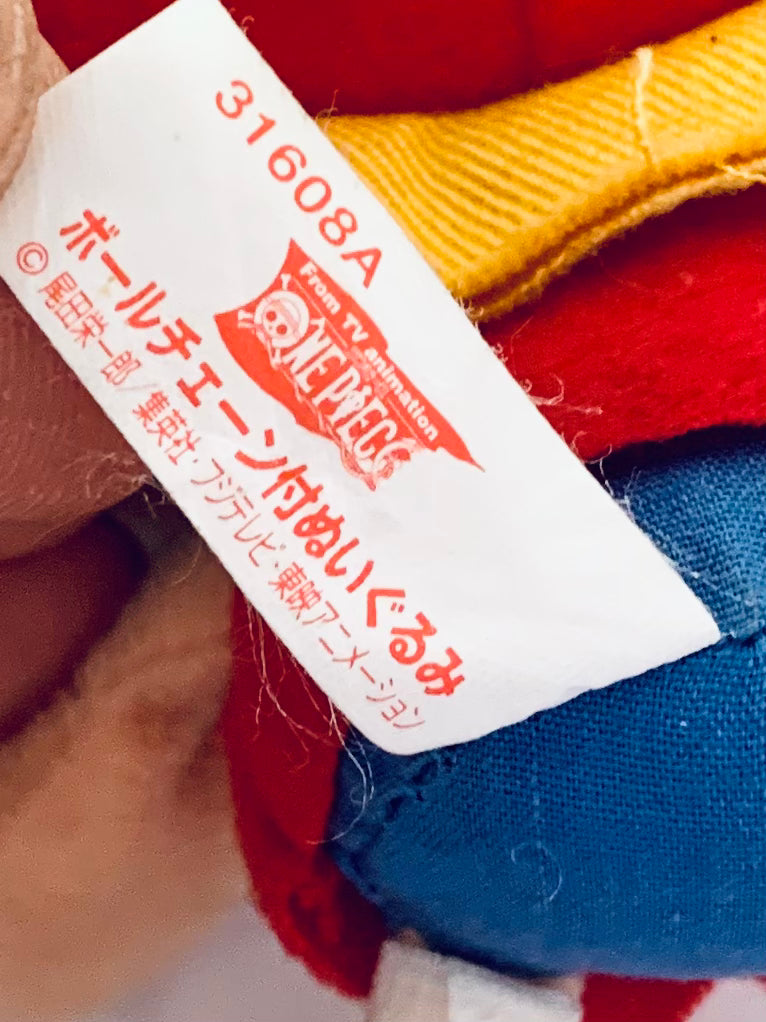 31608A
From TV animation
ONE PIECE
ボールチェーン付ぬいぐるみ
©尾田栄一郎/集英社・フジテレビ・東映アニメーション